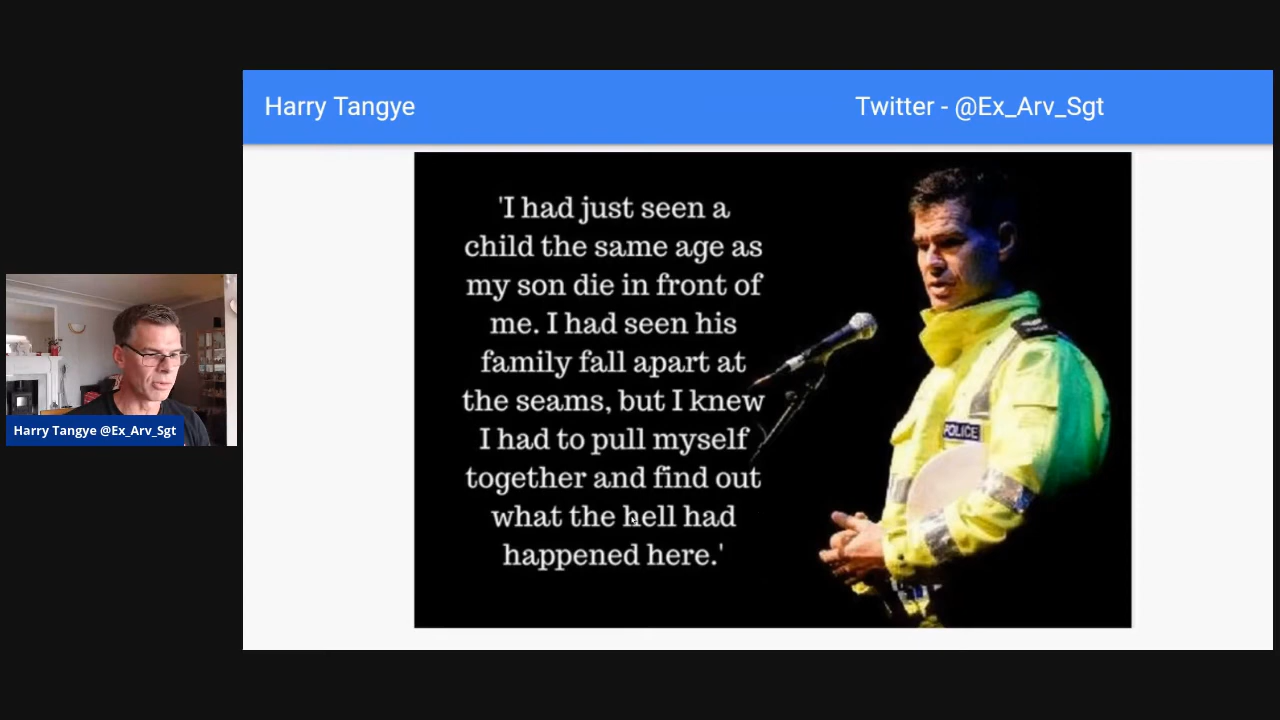 Harry Tangye
Twitter - @Ex_Arv_Sgt
'I had just seen a
child the same age as
my son die in front of
me. I had seen his
family fall apart at
the seams, but I knew
I had to pull myself
together and find out
what the hell had
happened here.'
POLICE
Harry Tangye @Ex_Arv_Sgt